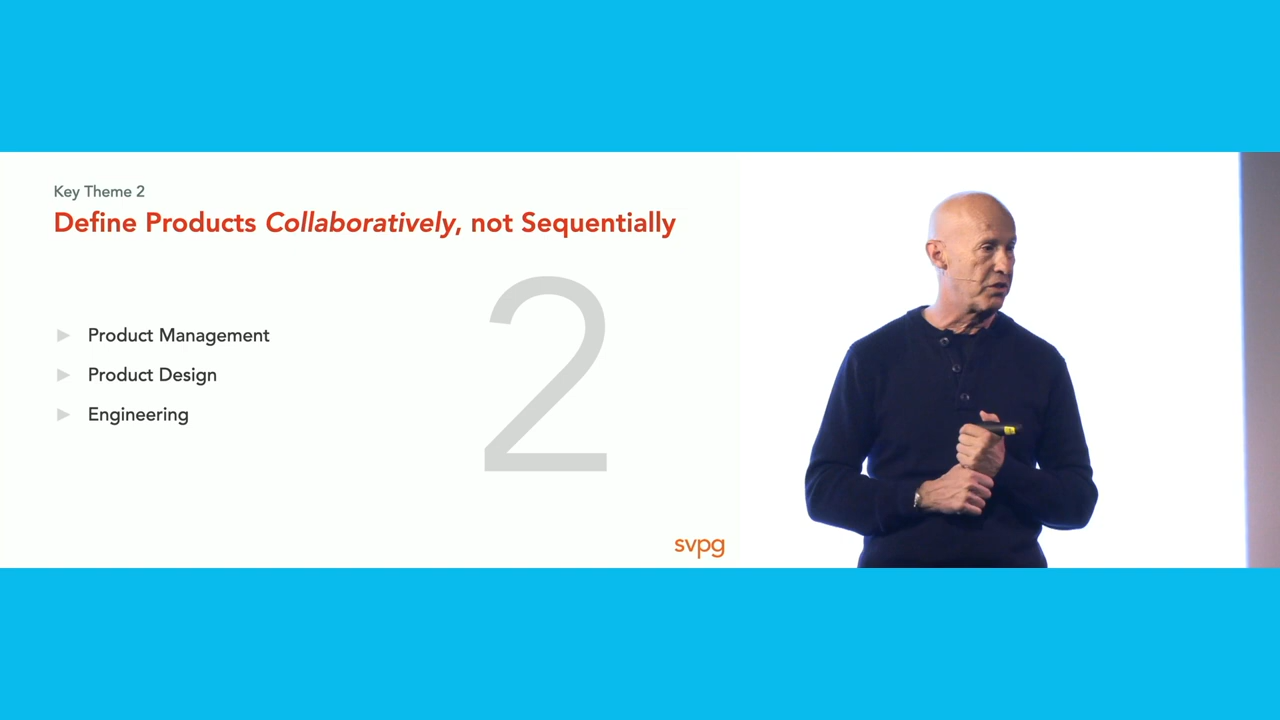 Key Theme 2
Define Products Collaboratively, not Sequentially
2
► Product Management
► Product Design
► Engineering
svpg